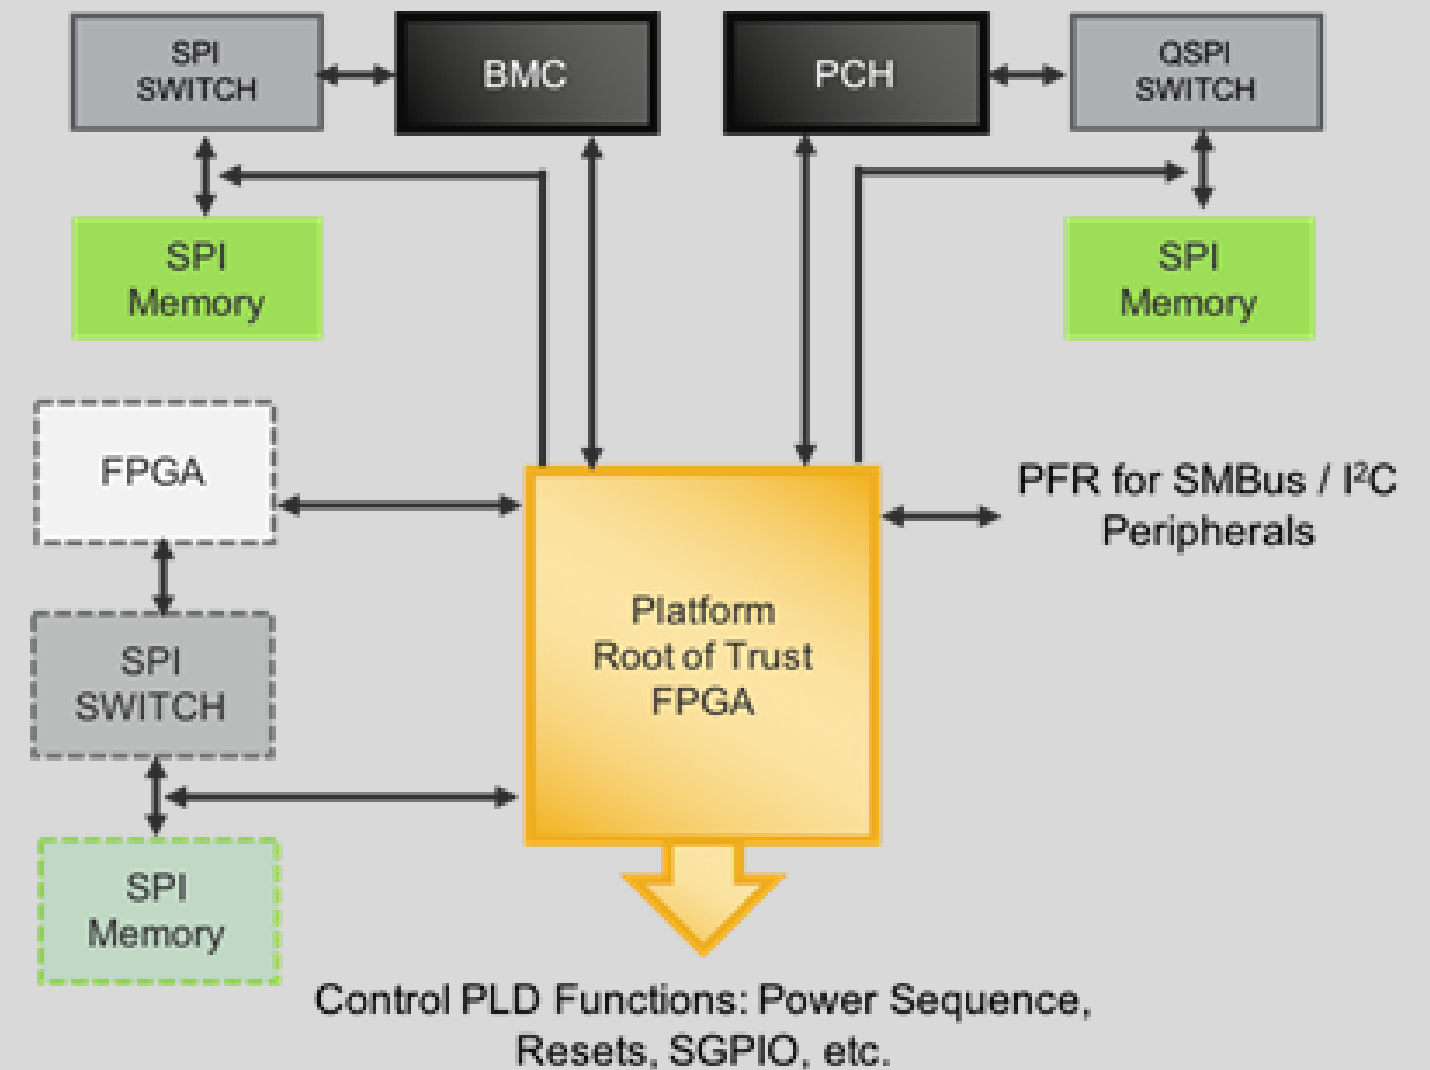 SPI
SWITCH
BMC
PCH
QSPI
SWITCH
SPI
Memory
SPI
Memory
FPGA
PFR for SMBus / I²C
Peripherals
Platform
Root of Trust
FPGA
SPI
SWITCH
SPI
Memory
Control PLD Functions: Power Sequence,
Resets, SGPIO, etc.